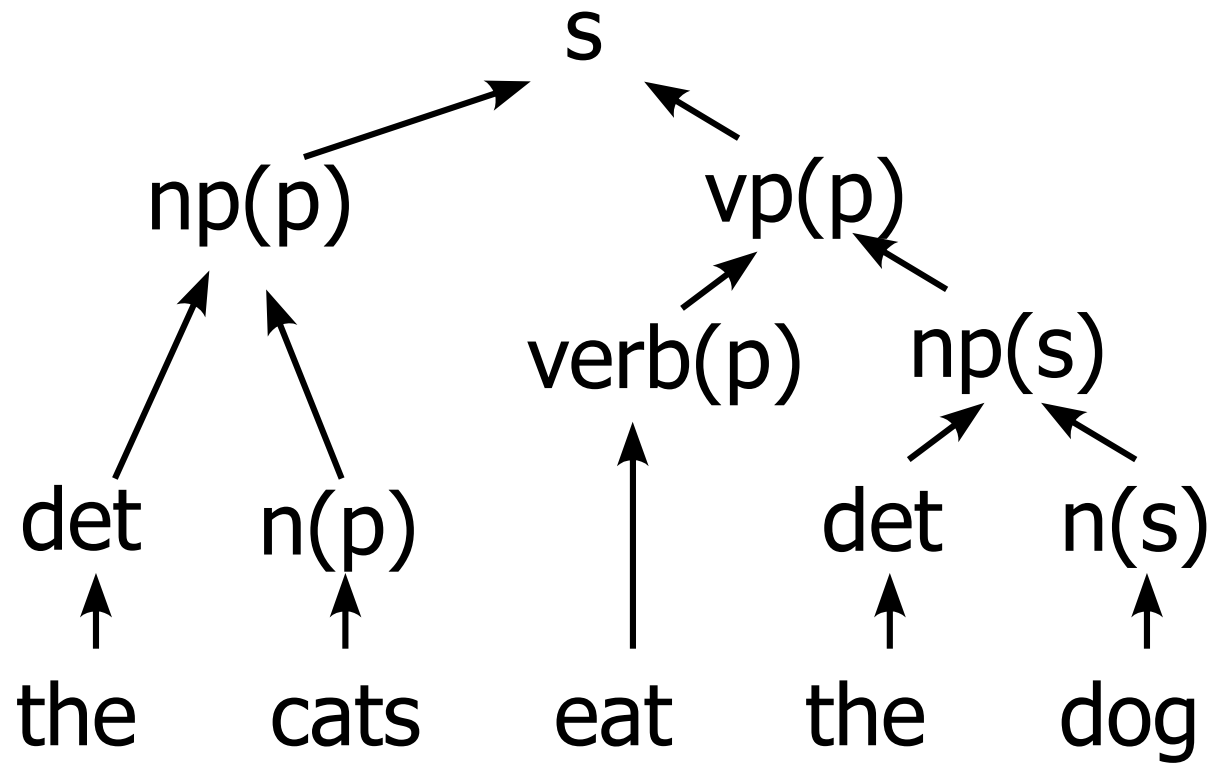 s
np(p) vp(p)
verb(p) np(s)
det n(p) det n(s)
the cats eat the dog